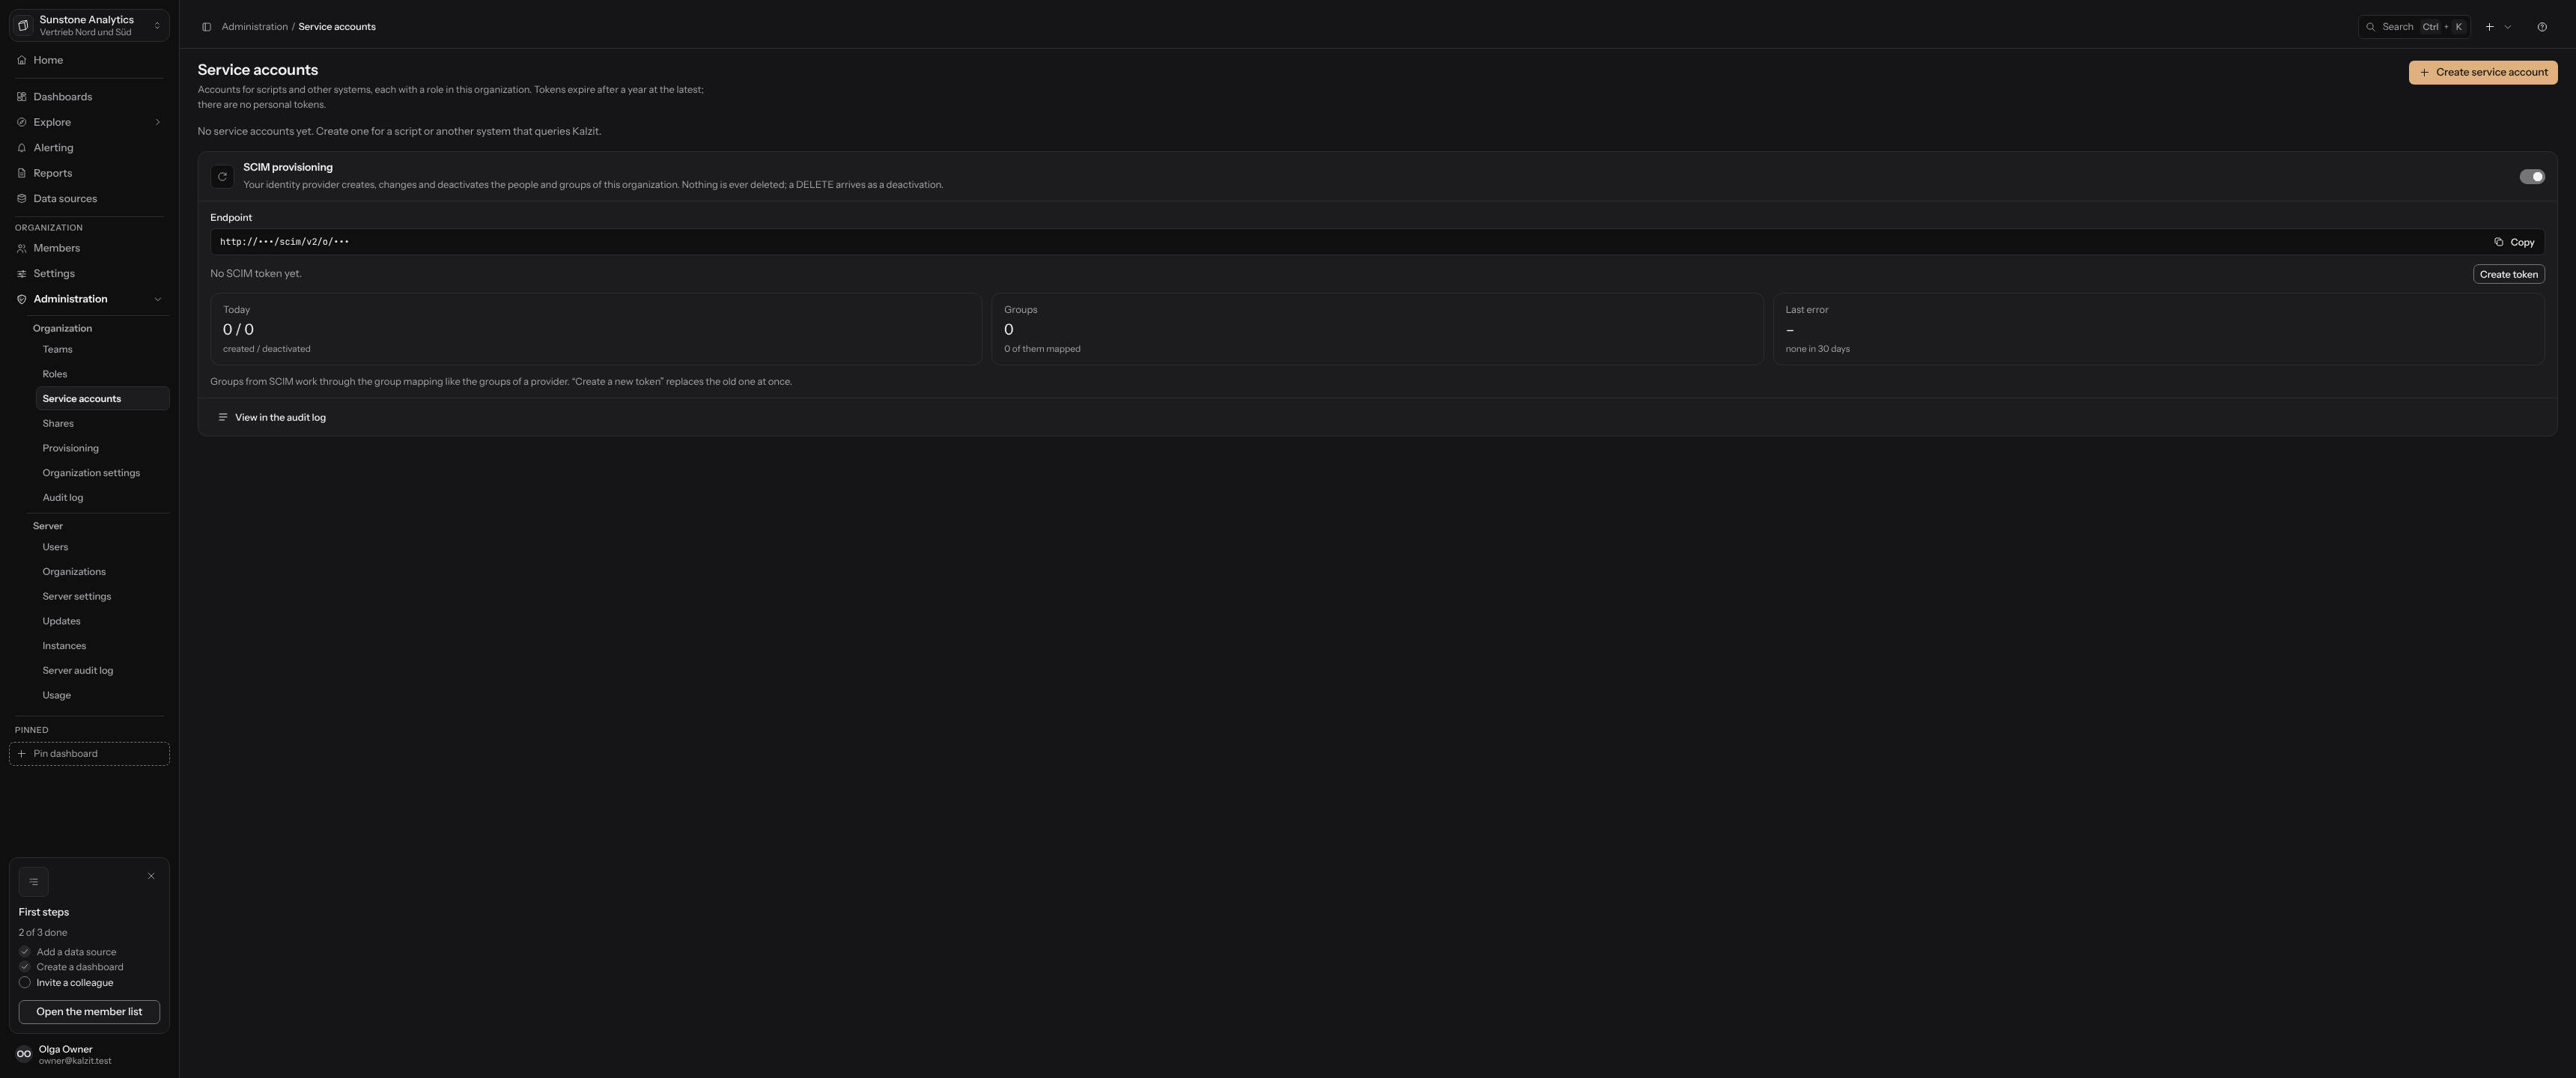 Sunstone Analytics
Vertrieb Nord und Süd
Home
Dashboards
Explore
Alerting
Reports
Data sources
ORGANIZATION
Members
Settings
Administration
Organization
Teams
Roles
Service accounts
Shares
Provisioning
Organization settings
Audit log
Server
Users
Organizations
Server settings
Updates
Instances
Server audit log
Usage
PINNED
Pin dashboard
First steps
2 of 3 done
Add a data source
Create a dashboard
Invite a colleague
Open the member list
OO
Olga Owner
owner@kalzit.test
Administration / Service accounts
Search Ctrl + K
Service accounts
Create service account
Accounts for scripts and other systems, each with a role in this organization. Tokens expire after a year at the latest;
there are no personal tokens.
No service accounts yet. Create one for a script or another system that queries Kalzit.
SCIM provisioning
Your identity provider creates, changes and deactivates the people and groups of this organization. Nothing is ever deleted; a DELETE arrives as a deactivation.
Endpoint
http://···/scim/v2/o/···
Copy
No SCIM token yet.
Create token
Today
0 / 0
created / deactivated
Groups
0
0 of them mapped
Last error
–
none in 30 days
Groups from SCIM work through the group mapping like the groups of a provider. “Create a new token” replaces the old one at once.
View in the audit log